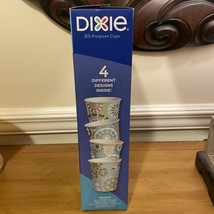 DIXIE
All-Purpose Cups
4
DIFFERENT
DESIGNS
INSIDE!